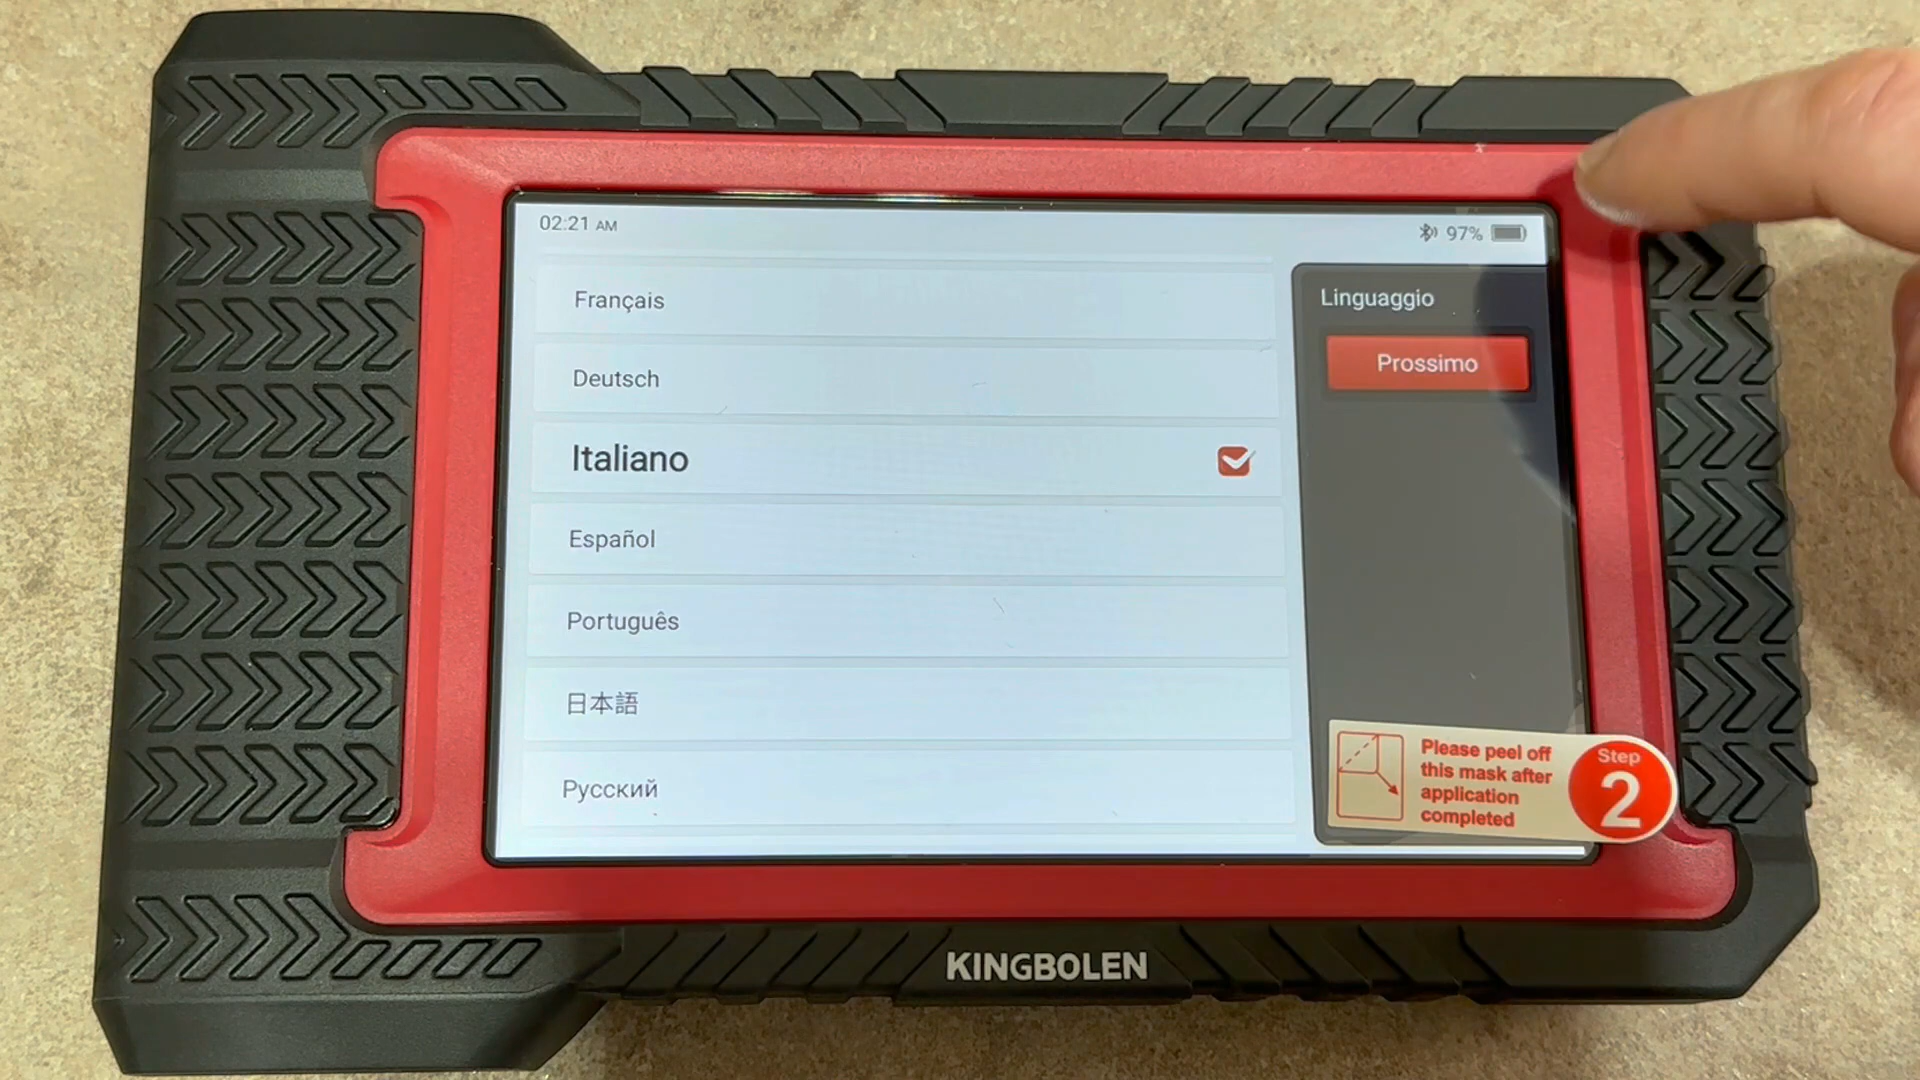 02:21 AM
97%
Français
Deutsch
Italiano
Español
Português
日本語
Русский
Linguaggio
Prossimo
Please peel off
this mask after
application
completed
Step
2
KINGBOLEN